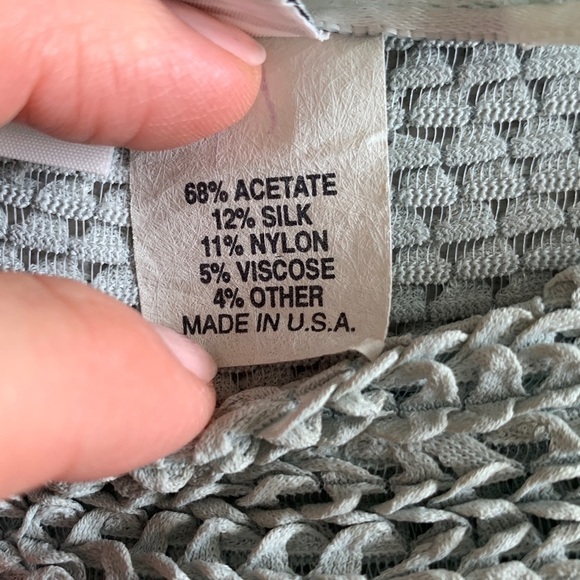 68% ACETATE
12% SILK
11% NYLON
5% VISCOSE
4% OTHER
MADE IN U.S.A.